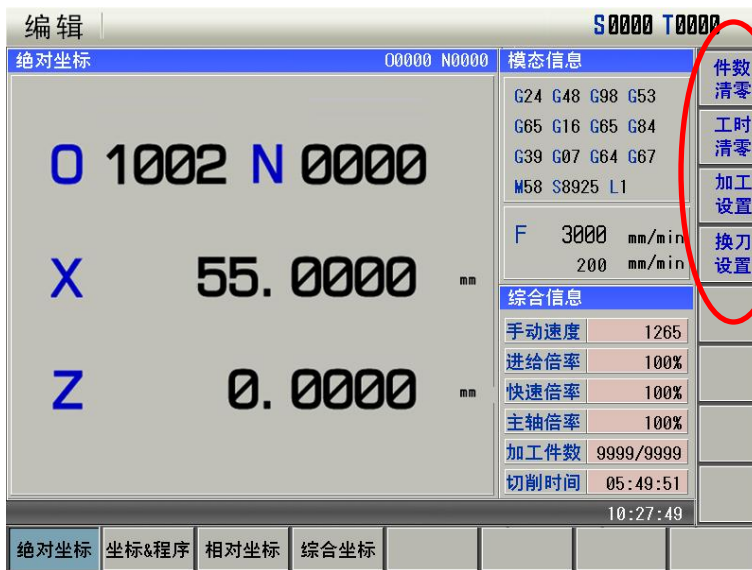 编辑
S0000 T0000
绝对坐标
O0000 N0000
O 1002 N 0000
X 55.0000 mm
Z 0.0000 mm
模态信息
G24 G48 G98 G53
G65 G16 G65 G84
G39 G07 G64 G67
M58 S8925 L1
F 3000 mm/min
200 mm/min
综合信息
手动速度 1265
进给倍率 100%
快速倍率 100%
主轴倍率 100%
加工件数 9999/9999
切削时间 05:49:51
10:27:49
件数
清零
工时
清零
加工
设置
换刀
设置
绝对坐标 坐标&程序 相对坐标 综合坐标